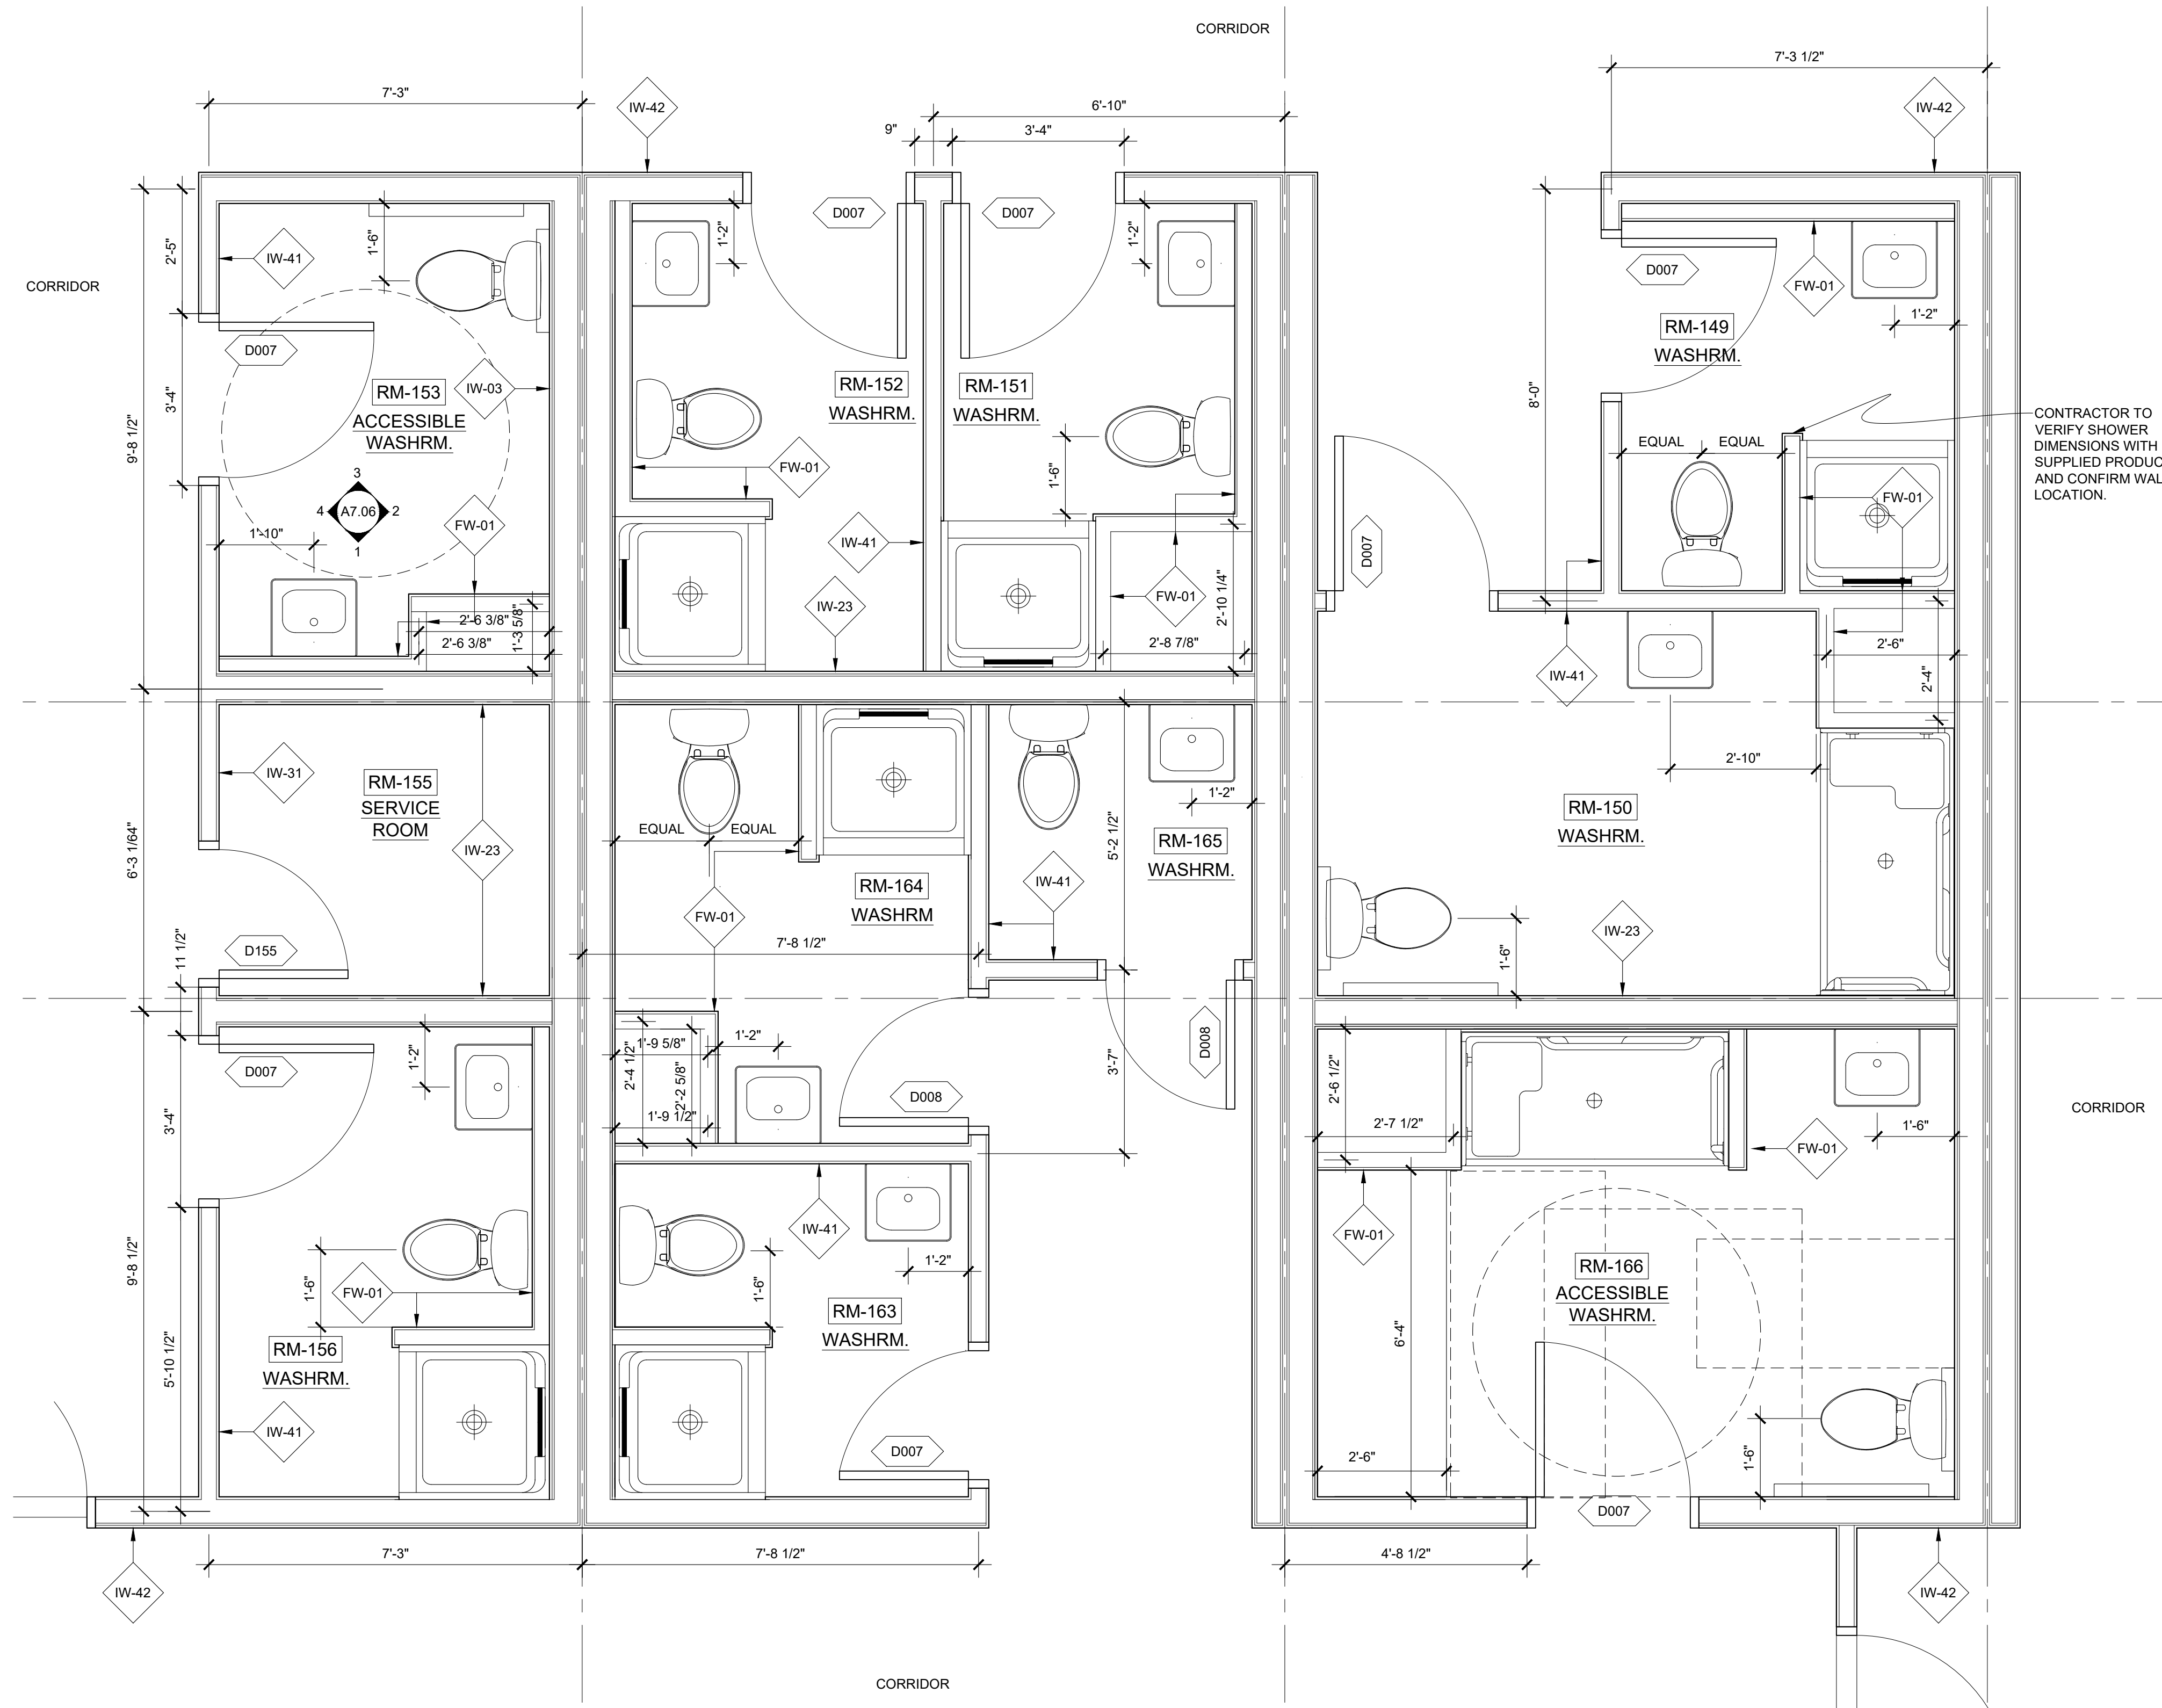 CORRIDOR
7'-3 1/2"
7'-3"
IW-42
6'-10"
IW-42
9"
3'-4"
D007
D007
2'-5"
1'-6"
IW-41
1'-2"
1'-2"
CORRIDOR
D007
FW-01
1'-2"
RM-149
WASHRM.
D007
RM-153
ACCESSIBLE
WASHRM.
IW-03
RM-152
WASHRM.
RM-151
WASHRM.
3'-4"
9'-8 1/2"
8'-0"
CONTRACTOR TO
VERIFY SHOWER
DIMENSIONS WITH
SUPPLIED PRODUC
AND CONFIRM WAL
LOCATION.
EQUAL
EQUAL
FW-01
1'-6"
FW-01
3
4
A7.06
2
1
FW-01
1'-10"
IW-41
D007
IW-23
FW-01
2'-10 1/4"
2'-6 3/8"
2'-6 3/8"
1'-3 5/8"
2'-8 7/8"
2'-6"
2'-4"
IW-41
IW-31
RM-155
SERVICE
ROOM
IW-23
6'-3 1/64"
2'-10"
1'-2"
RM-150
WASHRM.
EQUAL
EQUAL
RM-165
WASHRM.
5'-2 1/2"
IW-41
RM-164
WASHRM
FW-01
7'-8 1/2"
IW-23
1'-6"
D155
11 1/2"
D008
1'-2"
1'-9 5/8"
2'-4 1/2"
2'-2 5/8"
1'-9 1/2"
3'-7"
D008
D007
1'-2"
3'-4"
2'-6 1/2"
2'-7 1/2"
1'-6"
CORRIDOR
FW-01
IW-41
FW-01
1'-2"
1'-6"
9'-8 1/2"
1'-6"
FW-01
RM-166
ACCESSIBLE
WASHRM.
RM-163
WASHRM.
RM-156
WASHRM.
6'-4"
5'-10 1/2"
IW-41
D007
2'-6"
1'-6"
D007
7'-3"
7'-8 1/2"
4'-8 1/2"
IW-42
IW-42
CORRIDOR